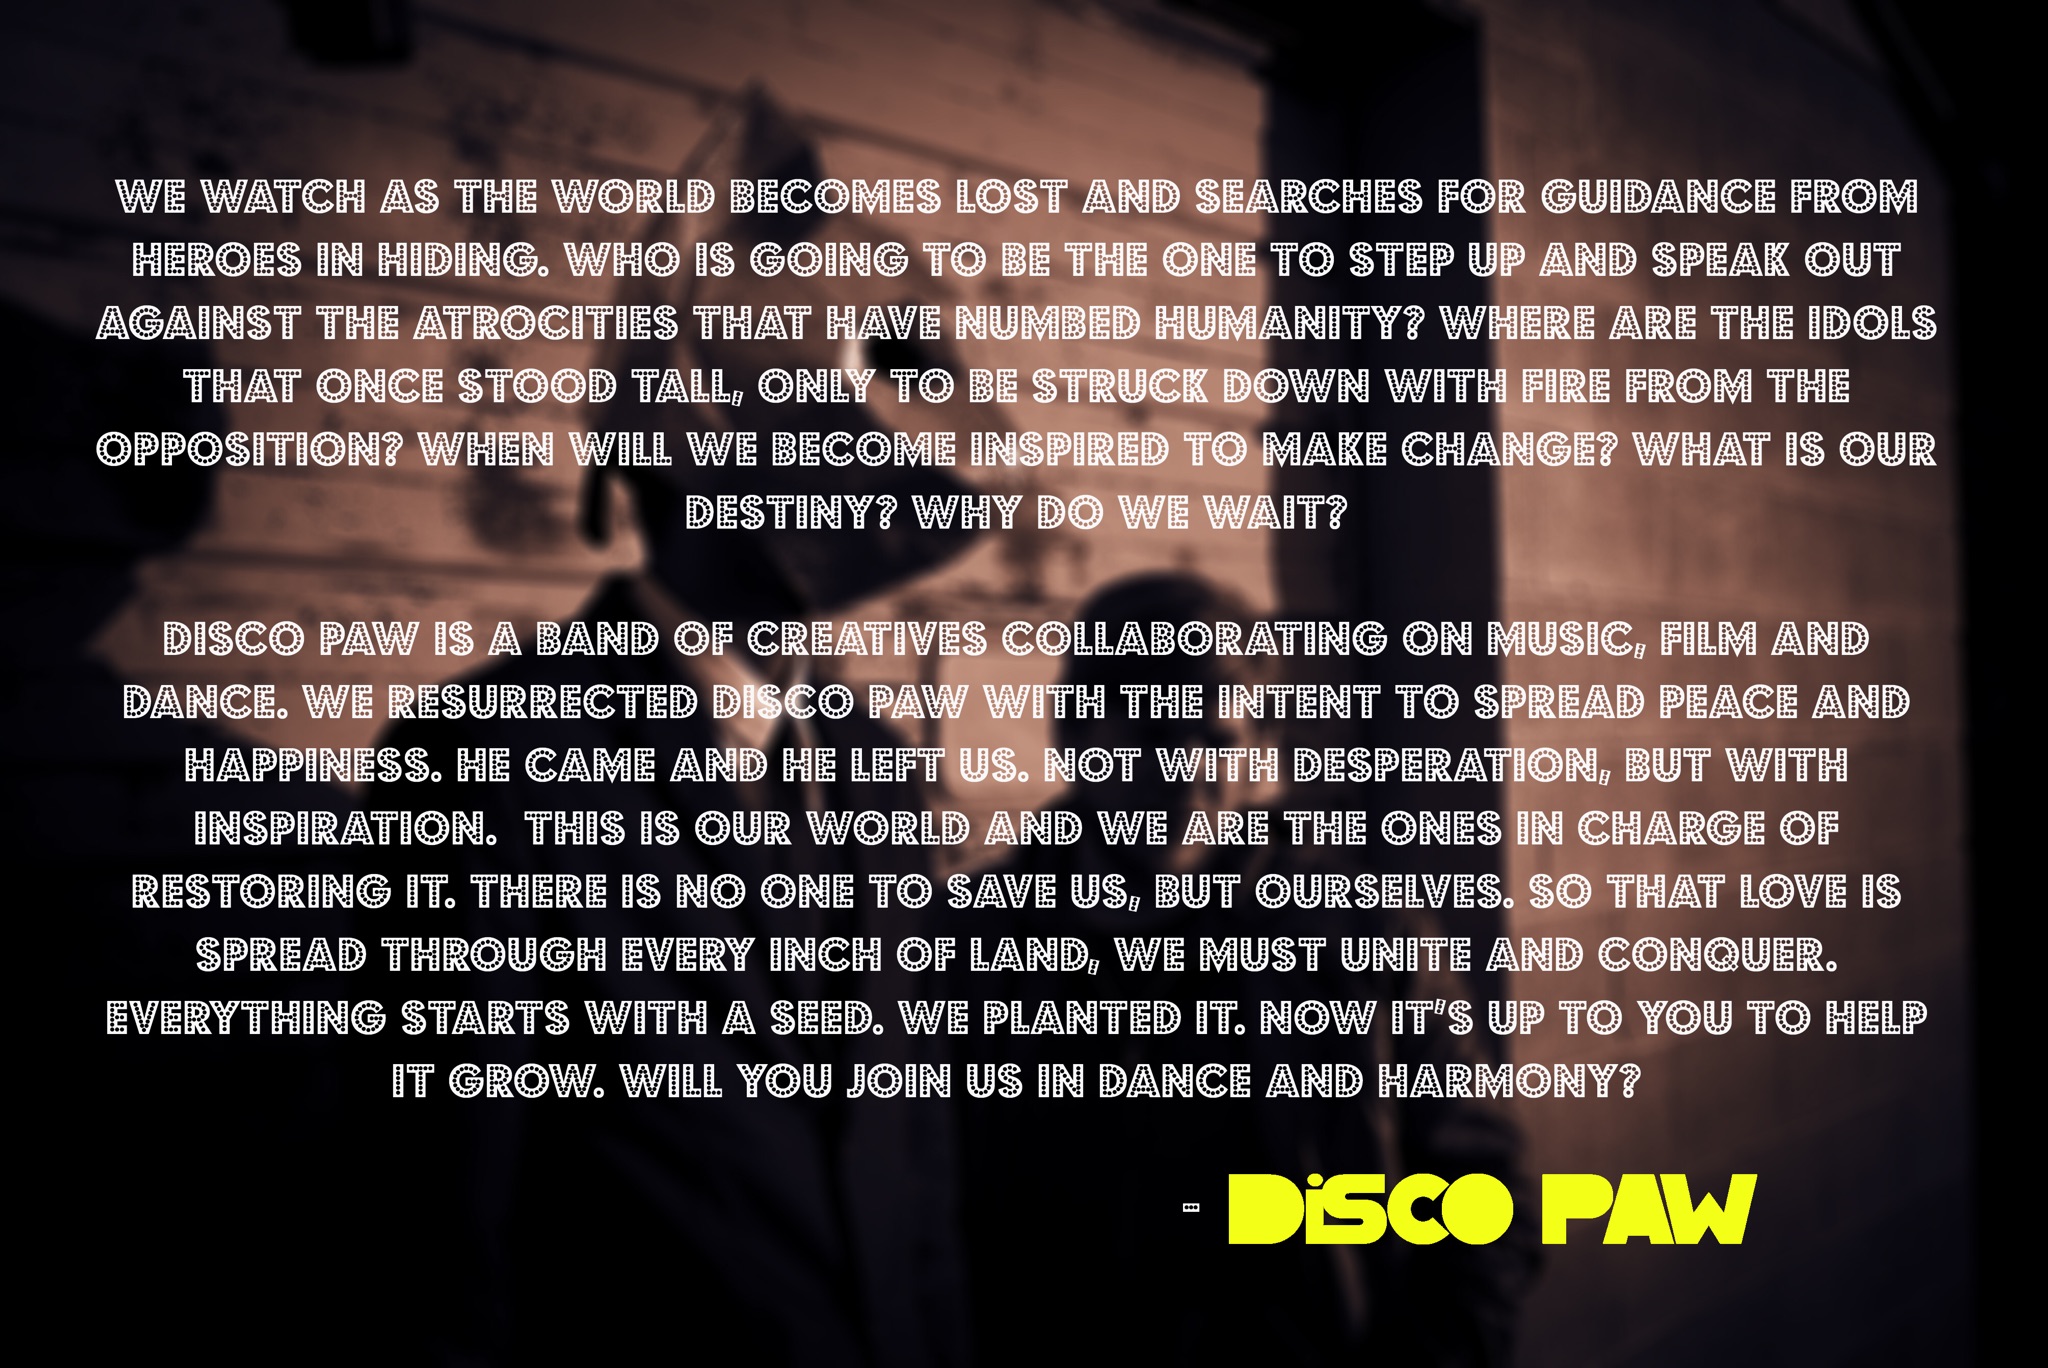 WE WATCH AS THE WORLD BECOMES LOST AND SEARCHES FOR GUIDANCE FROM
HEROES IN HIDING. WHO IS GOING TO BE THE ONE TO STEP UP AND SPEAK OUT
AGAINST THE ATROCITIES THAT HAVE NUMBED HUMANITY? WHERE ARE THE IDOLS
THAT ONCE STOOD TALL, ONLY TO BE STRUCK DOWN WITH FIRE FROM THE
OPPOSITION? WHEN WILL WE BECOME INSPIRED TO MAKE CHANGE? WHAT IS OUR
DESTINY? WHY DO WE WAIT?
DISCO PAW IS A BAND OF CREATIVES COLLABORATING ON MUSIC, FILM AND
DANCE. WE RESURRECTED DISCO PAW WITH THE INTENT TO SPREAD PEACE AND
HAPPINESS. HE CAME AND HE LEFT US. NOT WITH DESPERATION, BUT WITH
INSPIRATION.  THIS IS OUR WORLD AND WE ARE THE ONES IN CHARGE OF
RESTORING IT. THERE IS NO ONE TO SAVE US, BUT OURSELVES. SO THAT LOVE IS
SPREAD THROUGH EVERY INCH OF LAND, WE MUST UNITE AND CONQUER.
EVERYTHING STARTS WITH A SEED. WE PLANTED IT. NOW IT'S UP TO YOU TO HELP
IT GROW. WILL YOU JOIN US IN DANCE AND HARMONY?
- DiSCO PAW